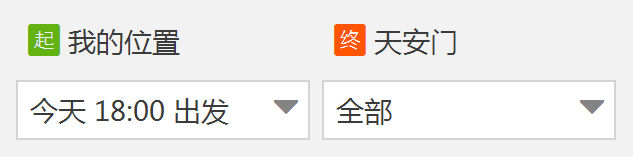 起 我的位置 终 天安门
今天 18:00 出发 全部